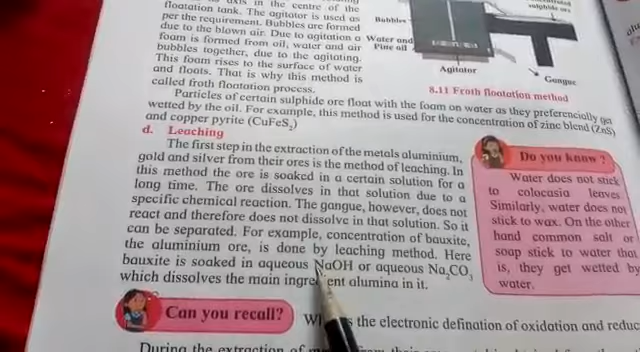 axis in the centre of the
floatation tank. The agitator is used as
per the requirement. Bubbles are formed
due to the blown air. Due to agitation a
foam is formed from oil, water and air
bubbles together, due to the agitating.
This foam rises to the surface of water
and floats. That is why this method is
called froth floatation process.
sulphide ore
Bubbles
Water and
Pine oil
Agitator
Gangue
8.11 Froth floatation method
Particles of certain sulphide ore float with the foam on water as they preferencially get
wetted by the oil. For example, this method is used for the concentration of zinc blend (ZnS)
and copper pyrite (CuFeS₂)
d. Leaching
The first step in the extraction of the metals aluminium,
gold and silver from their ores is the method of leaching. In
this method the ore is soaked in a certain solution for a
long time. The ore dissolves in that solution due to a
specific chemical reaction. The gangue, however, does not
react and therefore does not dissolve in that solution. So it
can be separated. For example, concentration of bauxite,
the aluminium ore, is done by leaching method. Here
bauxite is soaked in aqueous NaOH or aqueous Na₂CO₃
which dissolves the main ingredient alumina in it.
Do you know ?
Water does not stick
to colocasia leaves
Similarly, water does not
stick to wax. On the other
hand common salt or
soap stick to water that
is, they get wetted by
water.
Can you recall?
the electronic defination of oxidation and
During the extraction of